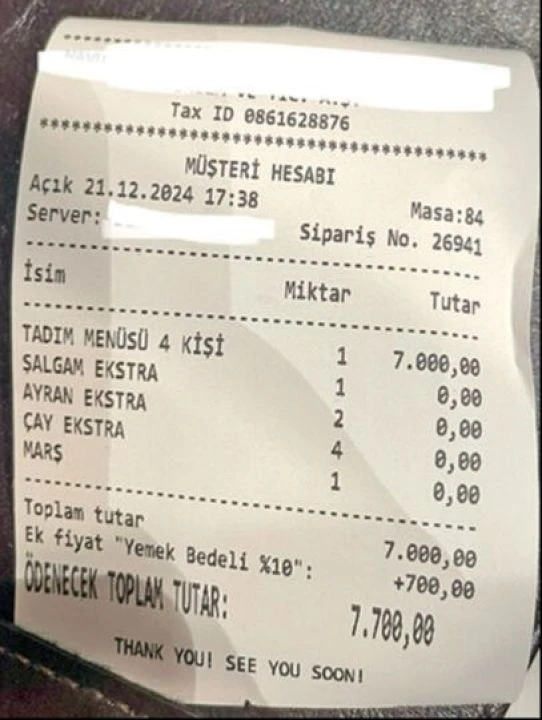 ****************************************
Tax ID 0861628876
****************************************
MÜŞTERİ HESABI
Açık 21.12.2024 17:38 Masa:84
Server: Sipariş No. 26941
----------------------------------------
İsim Miktar Tutar
----------------------------------------
TADIM MENÜSÜ 4 KİŞİ 1 7.000,00
ŞALGAM EKSTRA 1 0,00
AYRAN EKSTRA 2 0,00
ÇAY EKSTRA 4 0,00
MARŞ 1 0,00
----------------------------------------
Toplam tutar 7.000,00
Ek fiyat "Yemek Bedeli %10": +700,00
ÖDENECEK TOPLAM TUTAR: 7.700,00
THANK YOU! SEE YOU SOON!